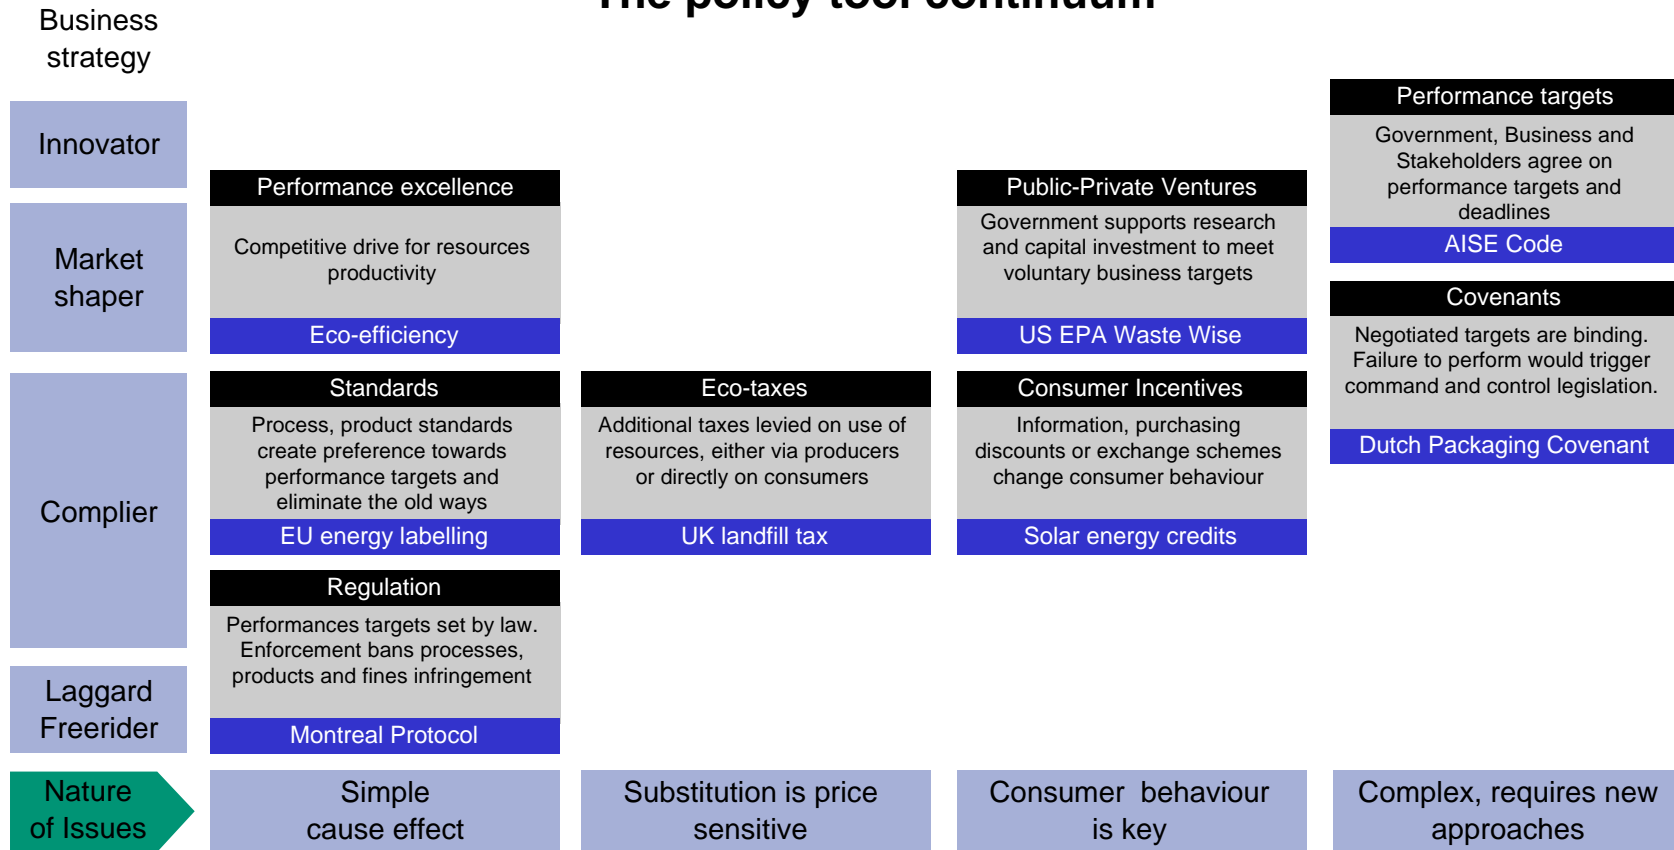 The policy tool continuum
Business
strategy
Innovator
Market
shaper
Complier
Laggard
Freerider
Performance excellence
Competitive drive for resources
productivity
Eco-efficiency
Standards
Process, product standards
create preference towards
performance targets and
eliminate the old ways
EU energy labelling
Regulation
Performances targets set by law.
Enforcement bans processes,
products and fines infringement
Montreal Protocol
Eco-taxes
Additional taxes levied on use of
resources, either via producers
or directly on consumers
UK landfill tax
Public-Private Ventures
Government supports research
and capital investment to meet
voluntary business targets
US EPA Waste Wise
Consumer Incentives
Information, purchasing
discounts or exchange schemes
change consumer behaviour
Solar energy credits
Performance targets
Government, Business and
Stakeholders agree on
performance targets and
deadlines
AISE Code
Covenants
Negotiated targets are binding.
Failure to perform would trigger
command and control legislation.
Dutch Packaging Covenant
Nature
of Issues
Simple
cause effect
Substitution is price
sensitive
Consumer behaviour
is key
Complex, requires new
approaches